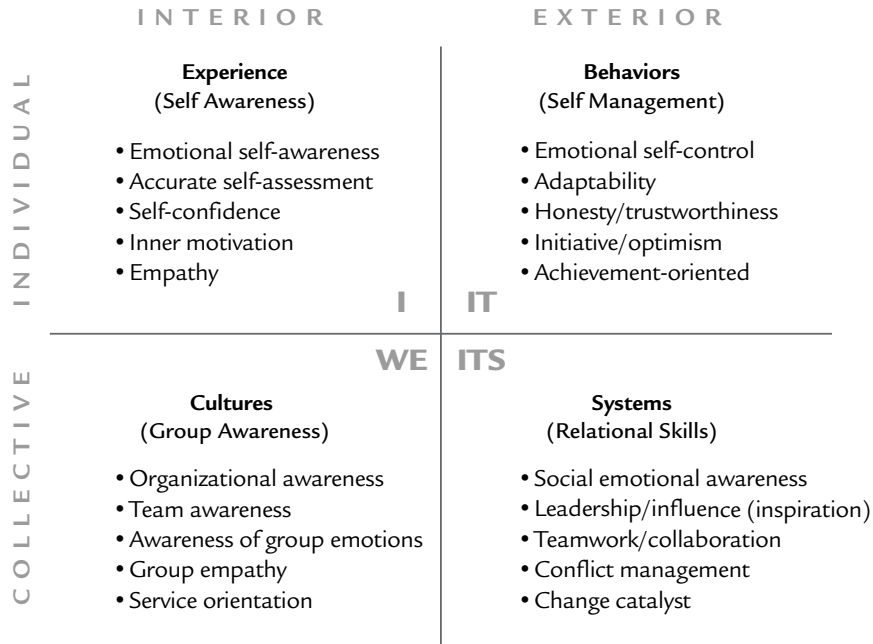 INTERIOR
EXTERIOR
INDIVIDUAL
Experience
(Self Awareness)
• Emotional self-awareness
• Accurate self-assessment
• Self-confidence
• Inner motivation
• Empathy
I
Behaviors
(Self Management)
• Emotional self-control
• Adaptability
• Honesty/trustworthiness
• Initiative/optimism
• Achievement-oriented
IT
COLLECTIVE
WE
Cultures
(Group Awareness)
• Organizational awareness
• Team awareness
• Awareness of group emotions
• Group empathy
• Service orientation
ITS
Systems
(Relational Skills)
• Social emotional awareness
• Leadership/influence (inspiration)
• Teamwork/collaboration
• Conflict management
• Change catalyst